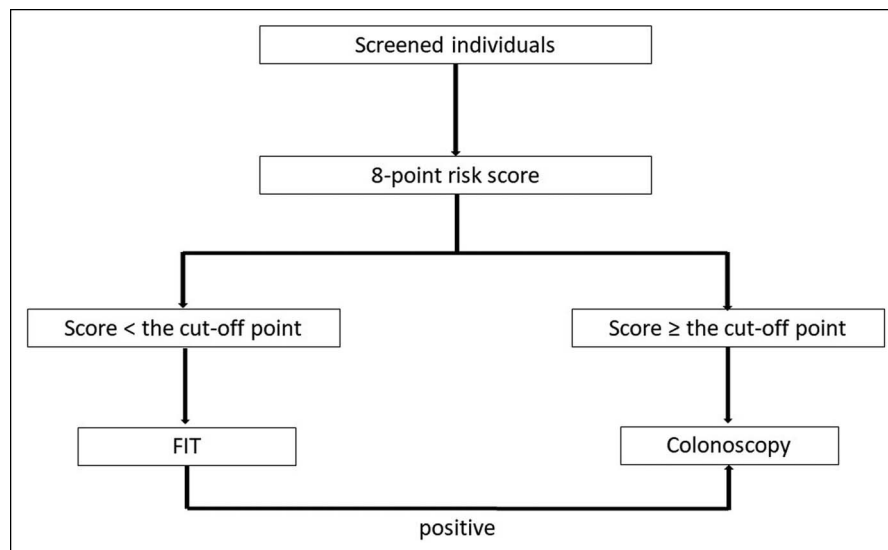 Screened individuals
8-point risk score
Score < the cut-off point
Score ≥ the cut-off point
FIT
Colonoscopy
positive